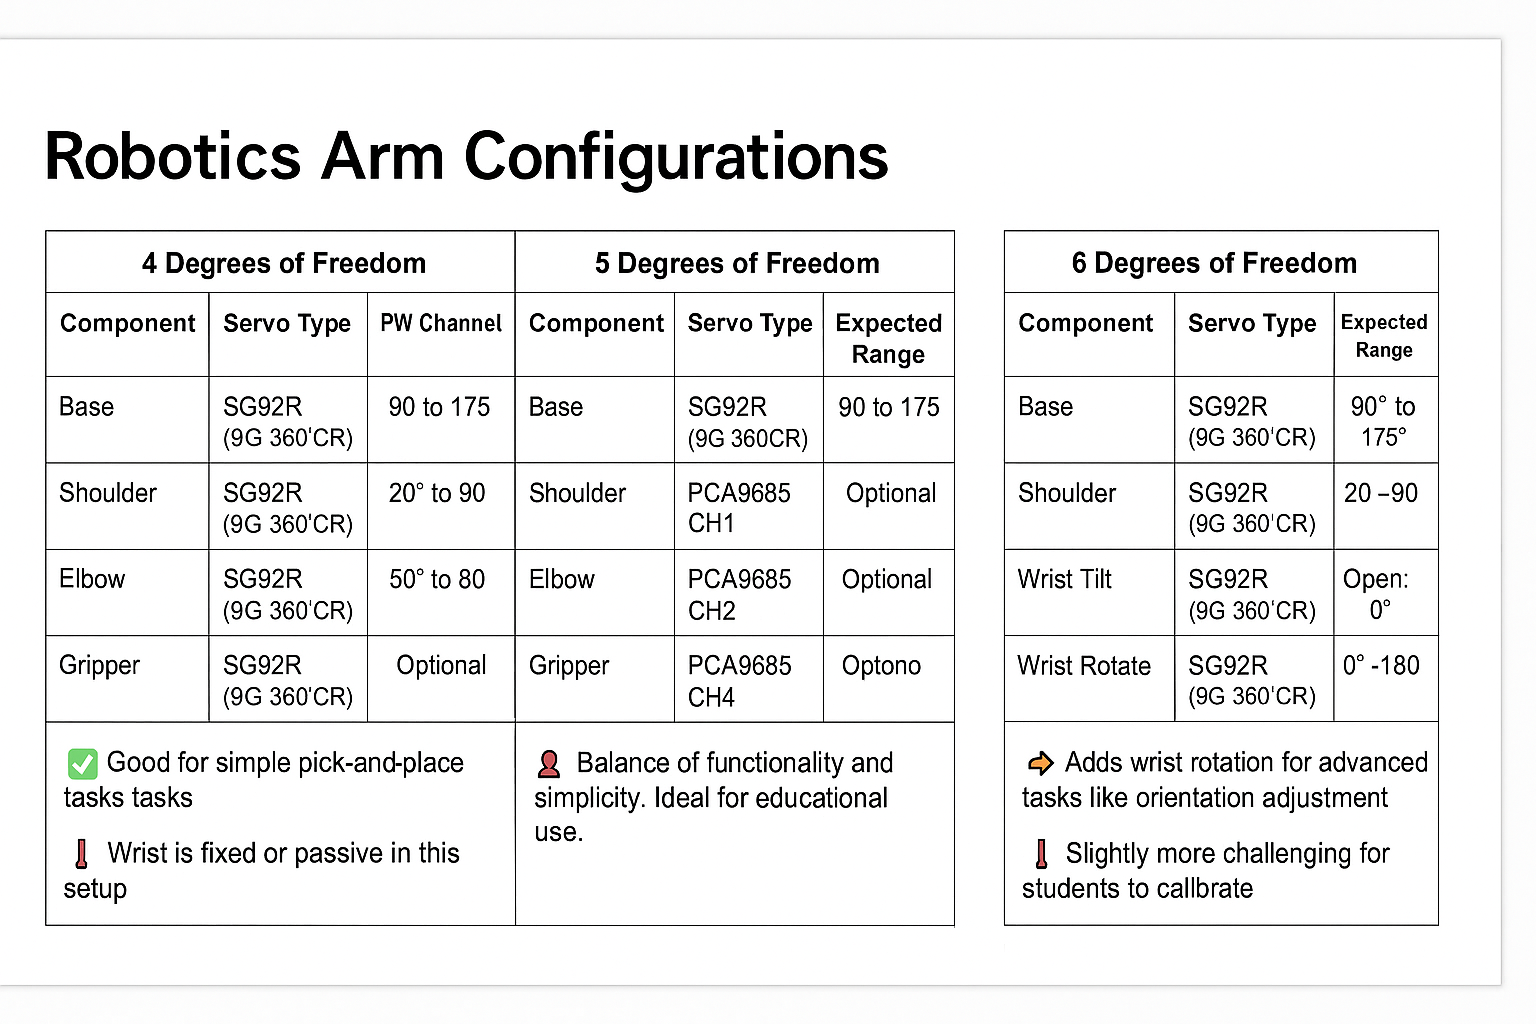 Robotics Arm Configurations
4 Degrees of Freedom
Component Servo Type PW Channel
Base SG92R 90 to 175
(9G 360'CR)
Shoulder SG92R 20° to 90
(9G 360'CR)
Elbow SG92R 50° to 80
(9G 360'CR)
Gripper SG92R Optional
(9G 360'CR)
✅ Good for simple pick-and-place
tasks tasks
Wrist is fixed or passive in this
setup
5 Degrees of Freedom
Component Servo Type Expected
Range
Base SG92R 90 to 175
(9G 360CR)
Shoulder PCA9685 Optional
CH1
Elbow PCA9685 Optional
CH2
Gripper PCA9685 Optono
CH4
Balance of functionality and
simplicity. Ideal for educational
use.
6 Degrees of Freedom
Component Servo Type Expected
Range
Base SG92R 90° to
(9G 360'CR) 175°
Shoulder SG92R 20 –90
(9G 360'CR)
Wrist Tilt SG92R Open:
(9G 360'CR) 0°
Wrist Rotate SG92R 0° -180
(9G 360'CR)
Adds wrist rotation for advanced
tasks like orientation adjustment
Slightly more challenging for
students to callbrate